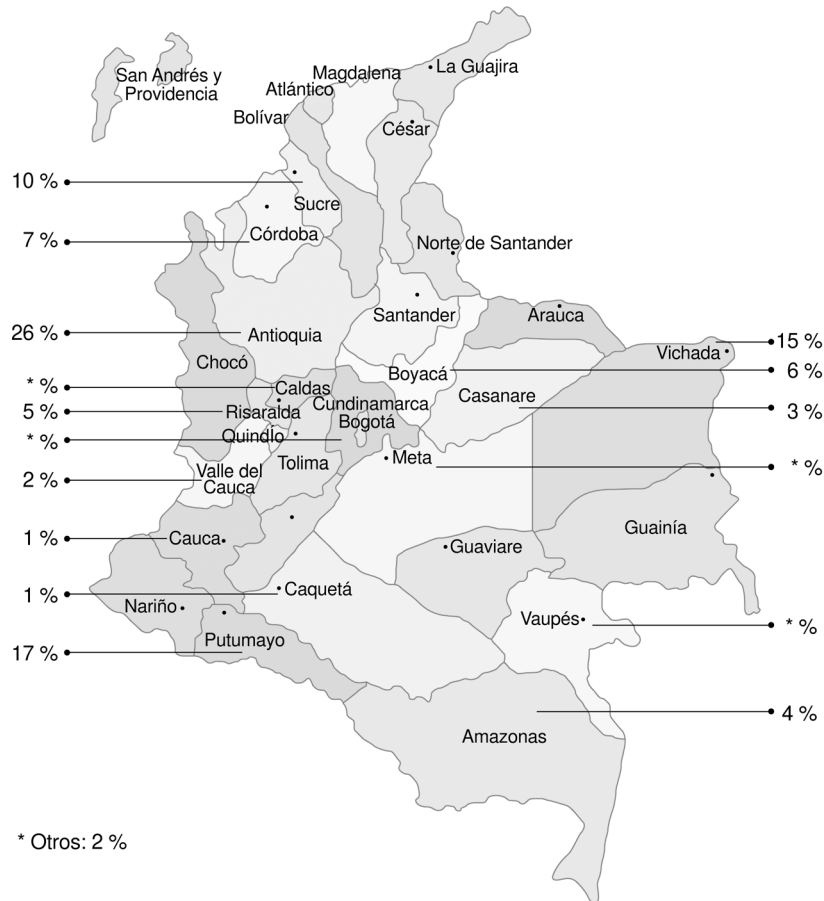 San Andrés y
Providencia
Magdalena
La Guajira
Atlántico
Bolívar
César
10 %
Sucre
7 %
Córdoba
Norte de Santander
Santander
Arauca
26 %
Antioquia
15 %
Vichada
Chocó
Boyacá
6 %
* %
Caldas
Casanare
5 %
Risaralda
Cundinamarca
Bogotá
3 %
* %
QuindÍo
Tolima
Meta
* %
2 %
Valle del
Cauca
Guainía
1 %
Cauca
Guaviare
1 %
Caquetá
Nariño
Vaupés
* %
Putumayo
17 %
4 %
Amazonas
* Otros: 2 %